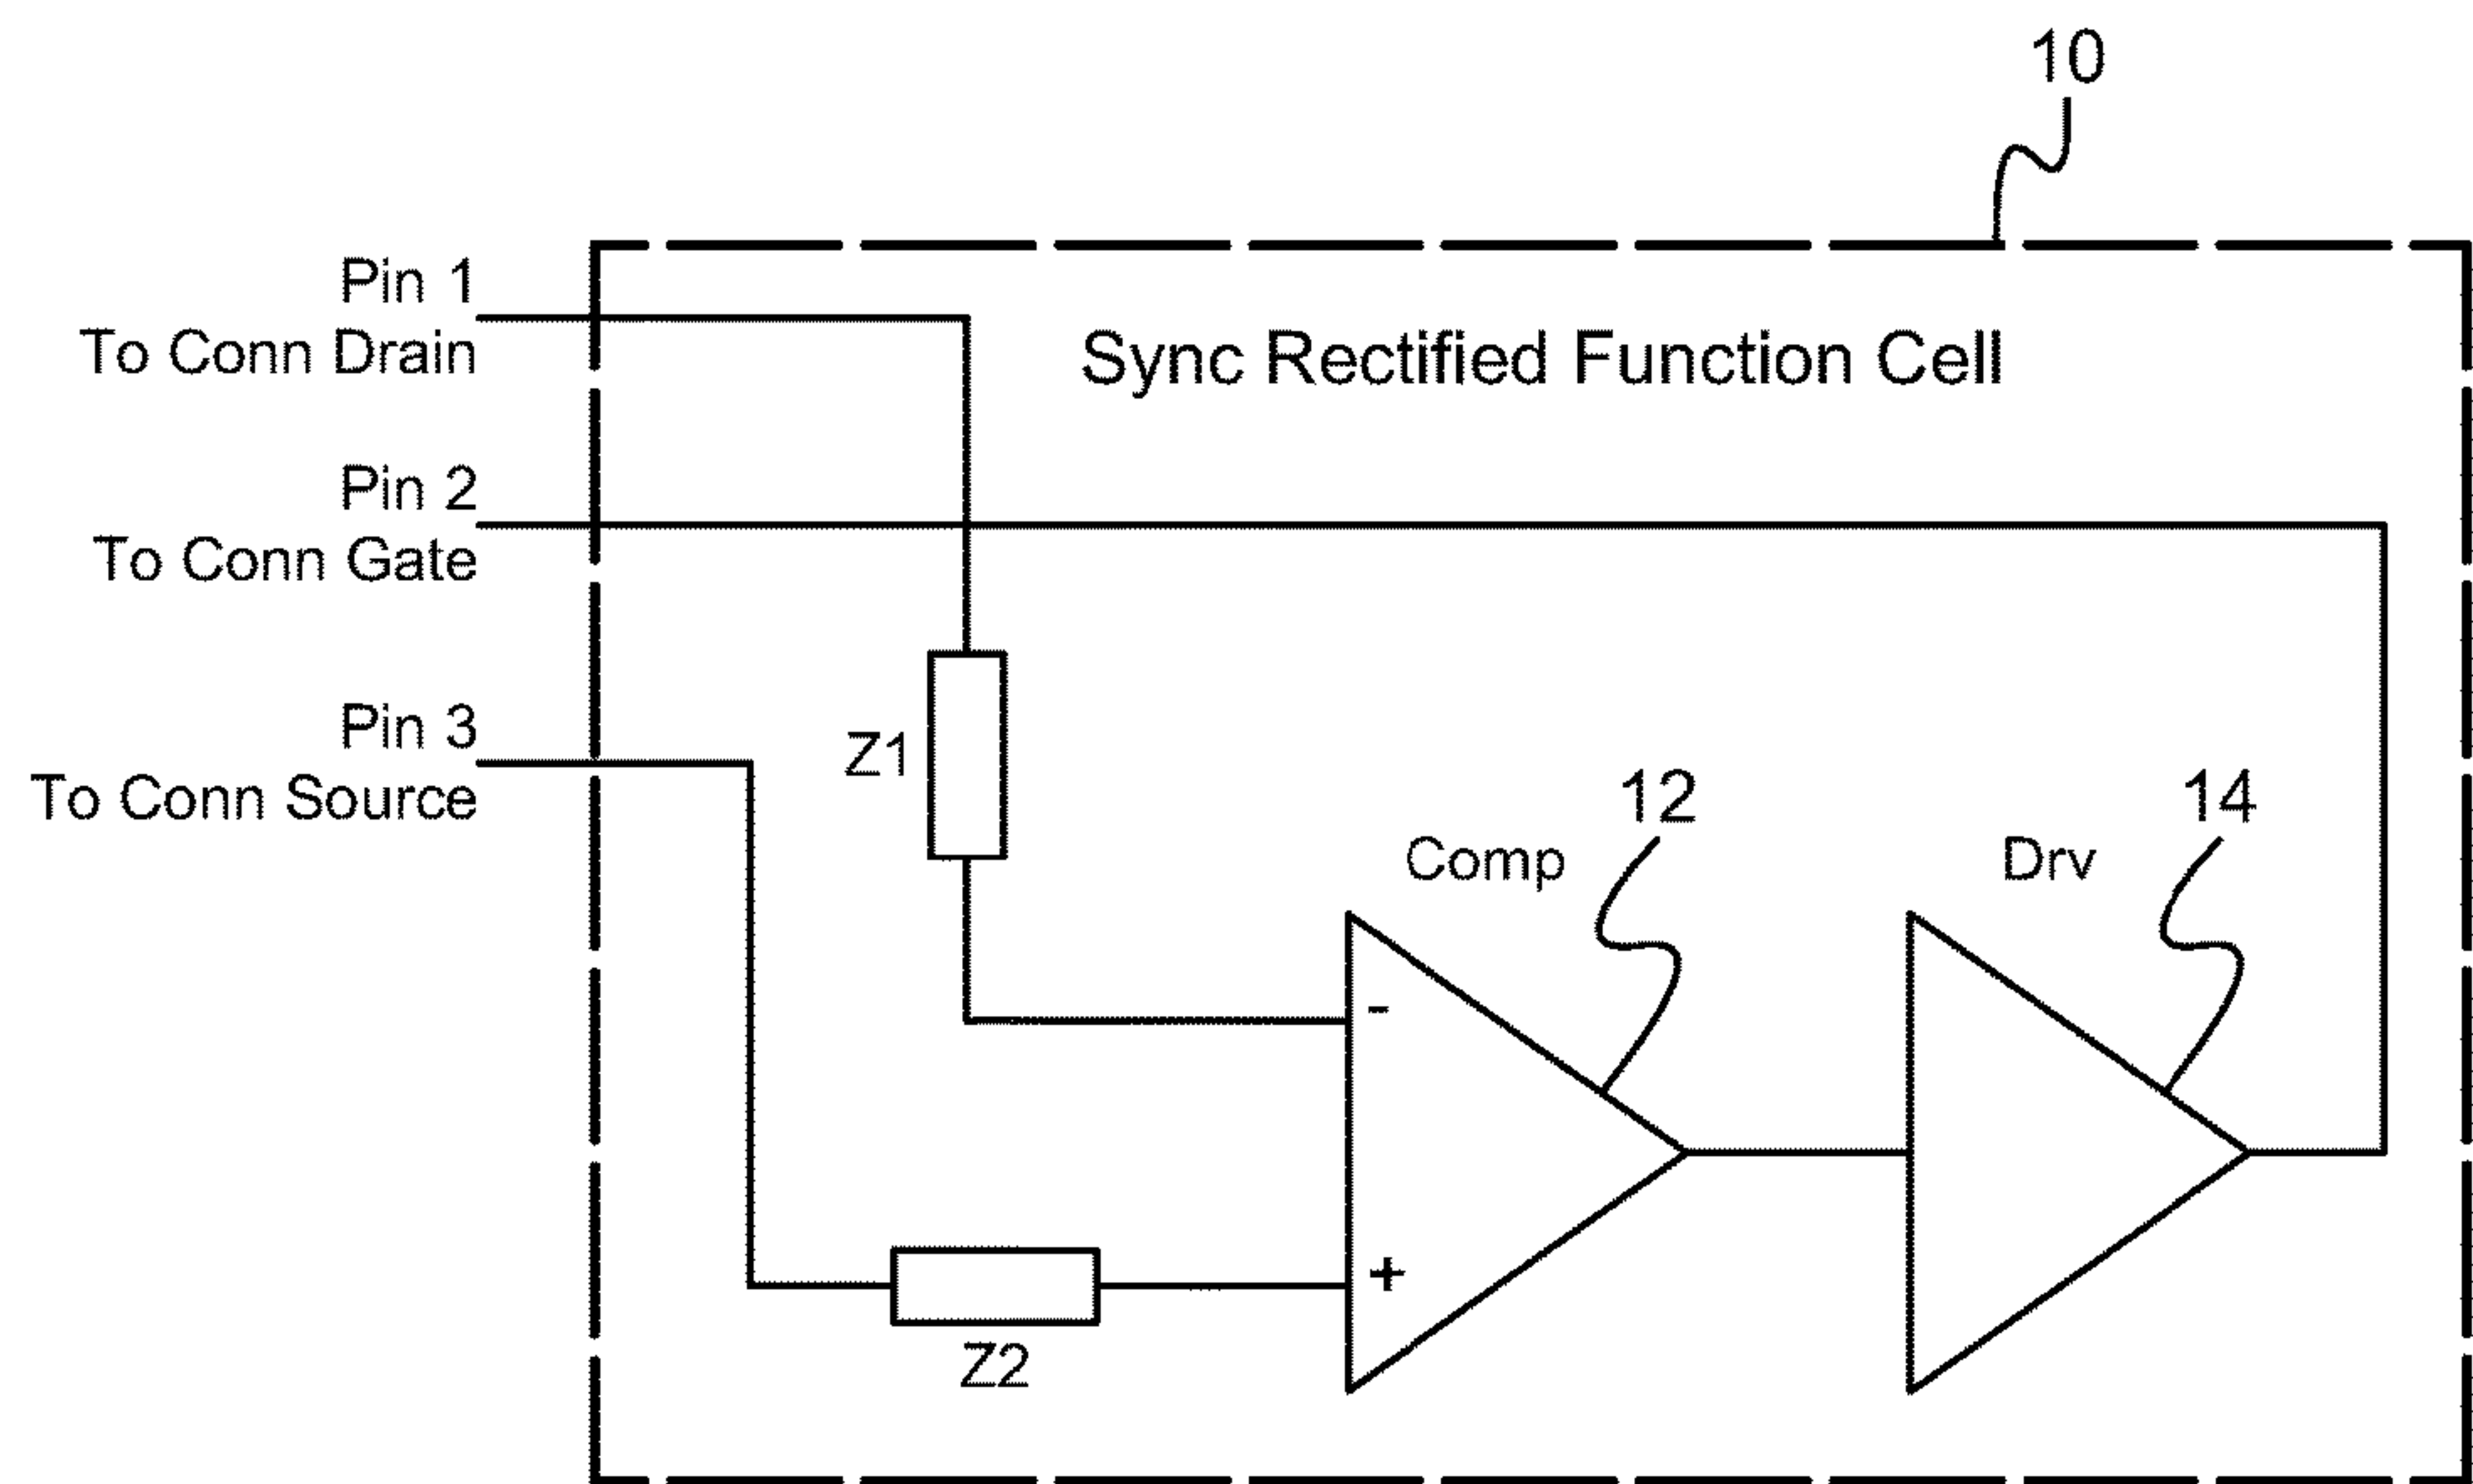 10
Pin 1
To Conn Drain
Sync Rectified Function Cell
Pin 2
To Conn Gate
Pin 3
To Conn Source
Z1
12
14
Comp
Drv
-
+
Z2